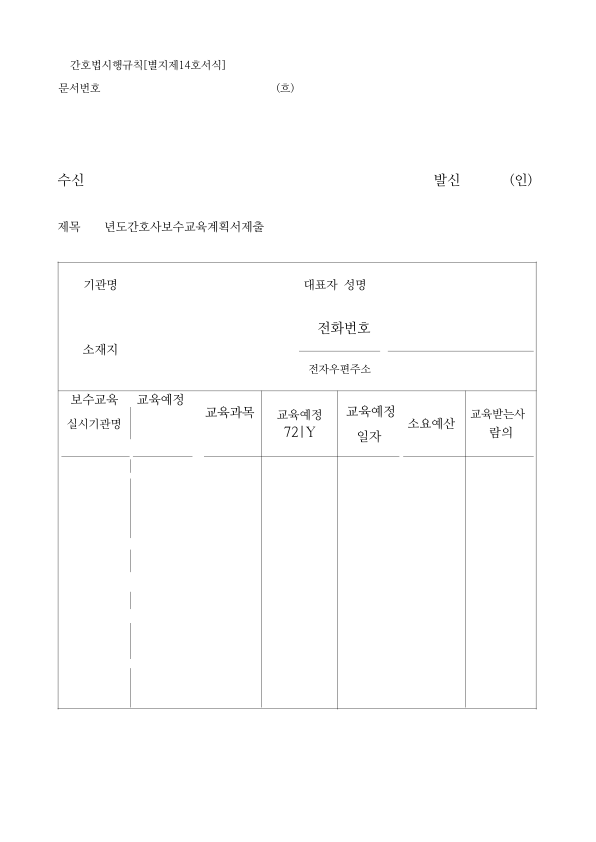 간호법시행규칙[별지제14호서식]
문서번호 (흐)
수신 발신 (인)
제목 년도간호사보수교육계획서제출
기관명 대표자 성명
소재지 전화번호
전자우편주소
보수교육 실시기관명
교육예정
교육과목
교육예정 72|Y
교육예정 일자
소요예산
교육받는사 람의